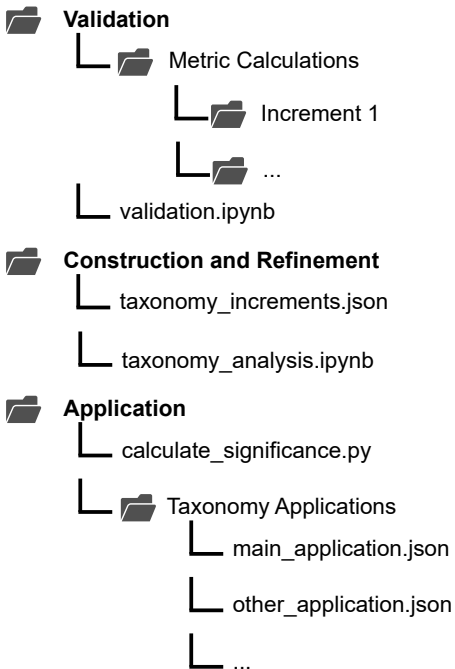 Validation
Metric Calculations
Increment 1
...
validation.ipynb
Construction and Refinement
taxonomy_increments.json
taxonomy_analysis.ipynb
Application
calculate_significance.py
Taxonomy Applications
main_application.json
other_application.json
...